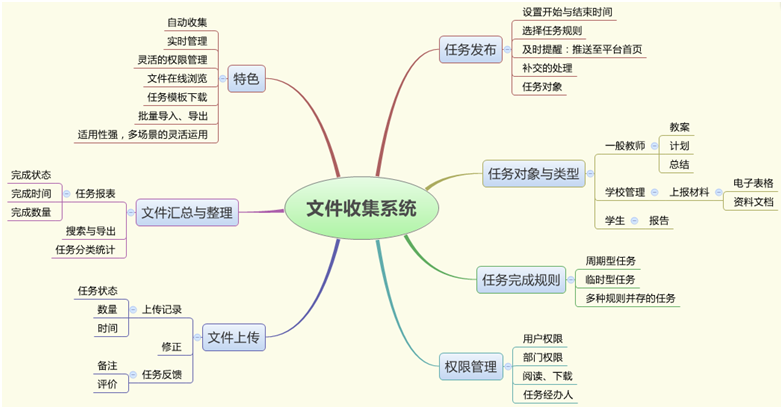 文件收集系统
任务发布
设置开始与结束时间
选择任务规则
及时提醒：推送至平台首页
补交的处理
任务对象
任务对象与类型
一般教师
教案
计划
总结
学校管理
上报材料
电子表格
资料文档
学生
报告
任务完成规则
周期型任务
临时型任务
多种规则并存的任务
权限管理
用户权限
部门权限
阅读、下载
任务经办人
特色
自动收集
实时管理
灵活的权限管理
文件在线浏览
任务模板下载
批量导入、导出
适用性强，多场景的灵活运用
文件汇总与整理
任务报表
完成状态
完成时间
完成数量
搜索与导出
任务分类统计
文件上传
上传记录
任务状态
数量
时间
修正
任务反馈
备注
评价